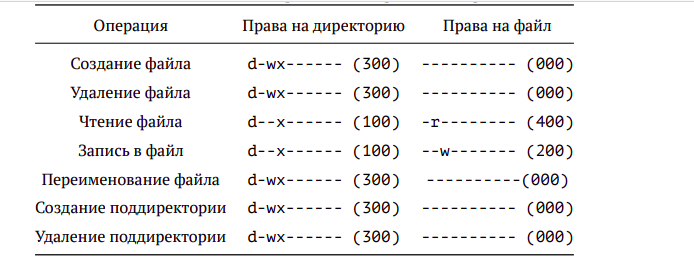 Операция Права на директорию Права на файл
Создание файла d-wx------ (300) ---------- (000)
Удаление файла d-wx------ (300) ---------- (000)
Чтение файла d--x------ (100) -r-------- (400)
Запись в файл d--x------ (100) --w------- (200)
Переименование файла d-wx------ (300) ----------(000)
Создание поддиректории d-wx------ (300) ---------- (000)
Удаление поддиректории d-wx------ (300) ---------- (000)